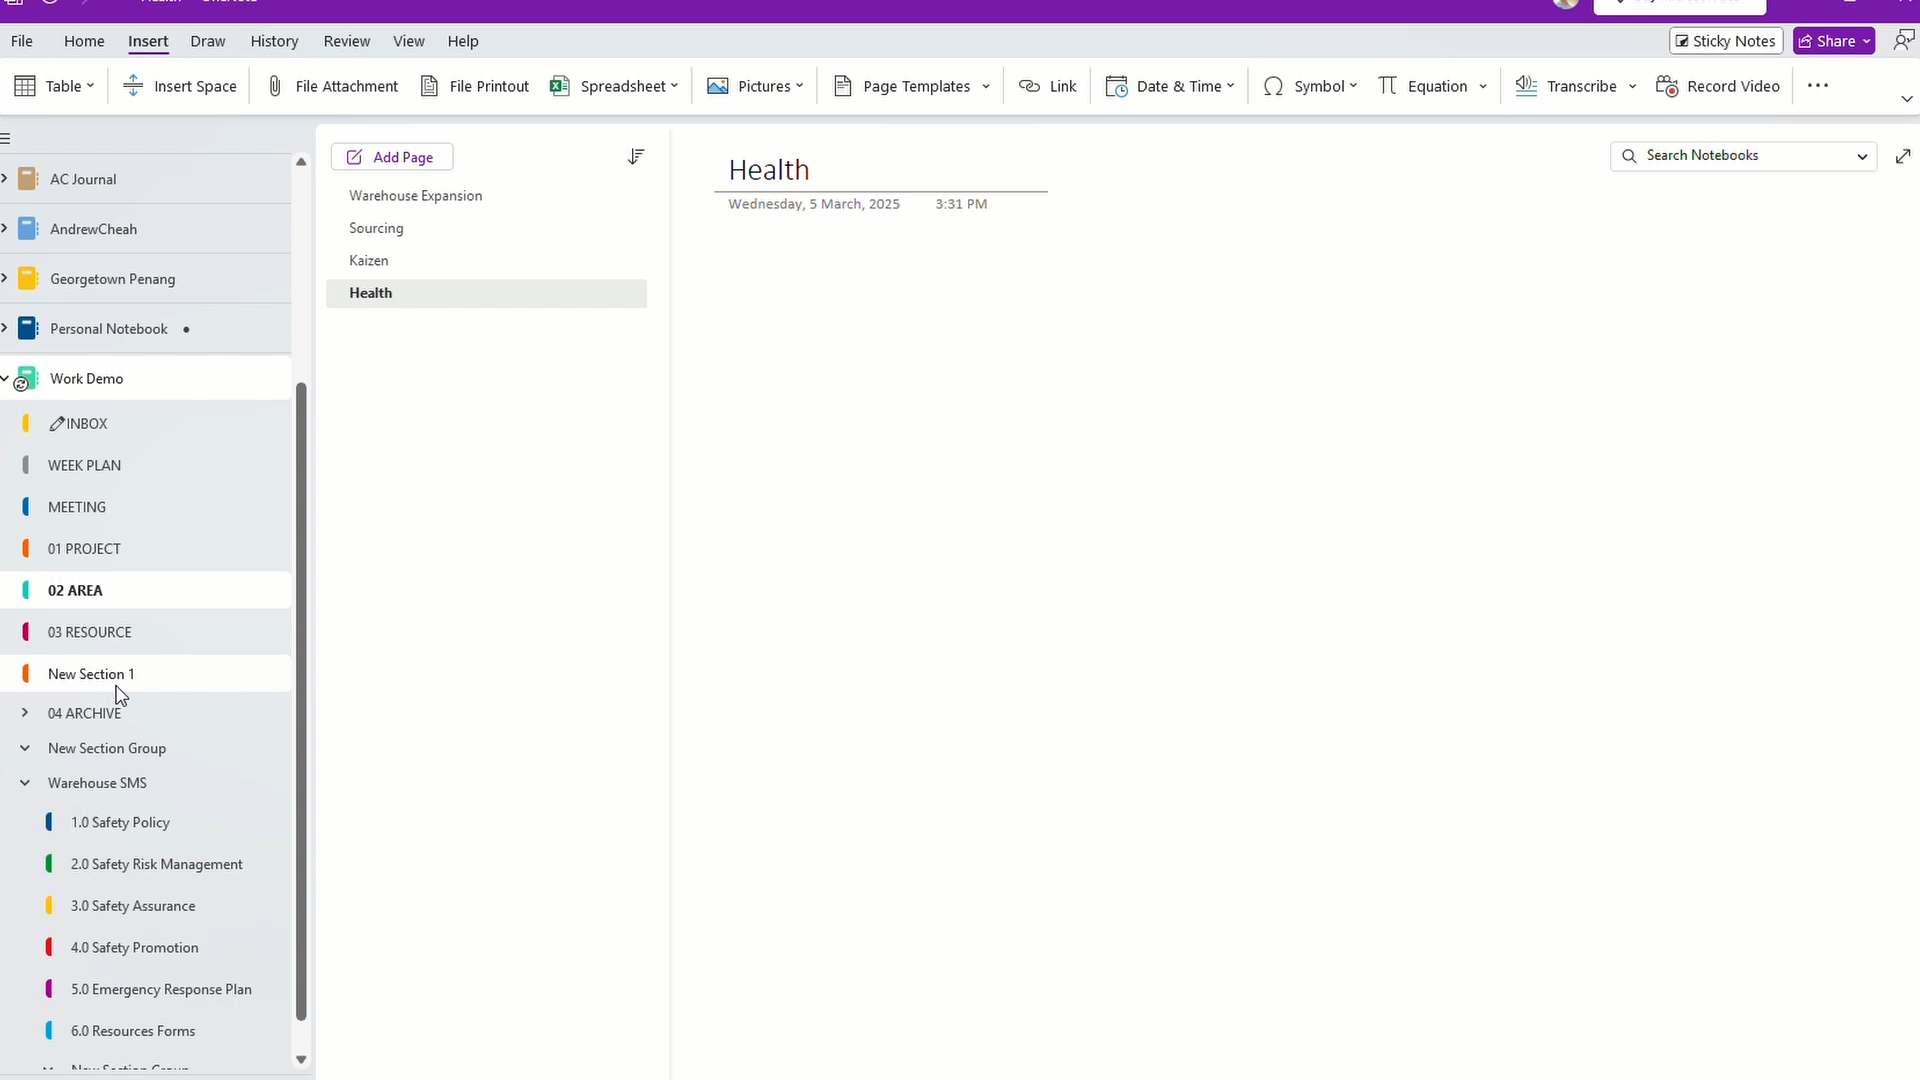 File Home Insert Draw History Review View Help Sticky Notes Share
Table Insert Space File Attachment File Printout Spreadsheet Pictures Page Templates Link Date & Time Symbol Equation Transcribe Record Video
AC Journal
AndrewCheah
Georgetown Penang
Personal Notebook
Work Demo
INBOX
WEEK PLAN
MEETING
01 PROJECT
02 AREA
03 RESOURCE
New Section 1
04 ARCHIVE
New Section Group
Warehouse SMS
1.0 Safety Policy
2.0 Safety Risk Management
3.0 Safety Assurance
4.0 Safety Promotion
5.0 Emergency Response Plan
6.0 Resources Forms
Add Page
Warehouse Expansion
Sourcing
Kaizen
Health
Health
Wednesday, 5 March, 2025 3:31 PM
Search Notebooks